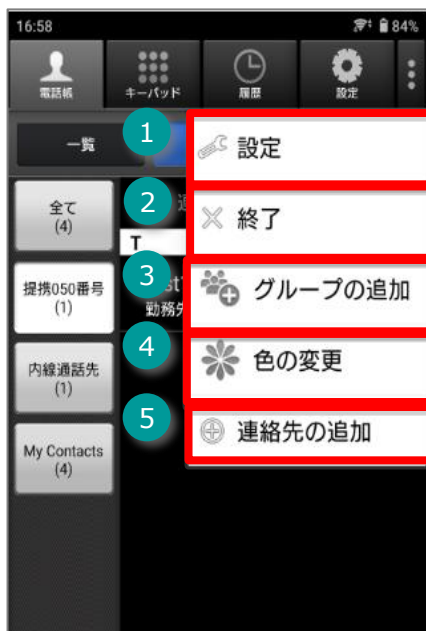 16:58 84%
電話帳 キーパッド 履歴 設定
一覧
1 設定
全て
(4)
2 終了
T
提携050番号
(1)
3 グループの追加
勤務先
内線通話先
(1)
4 色の変更
5 連絡先の追加
My Contacts
(4)